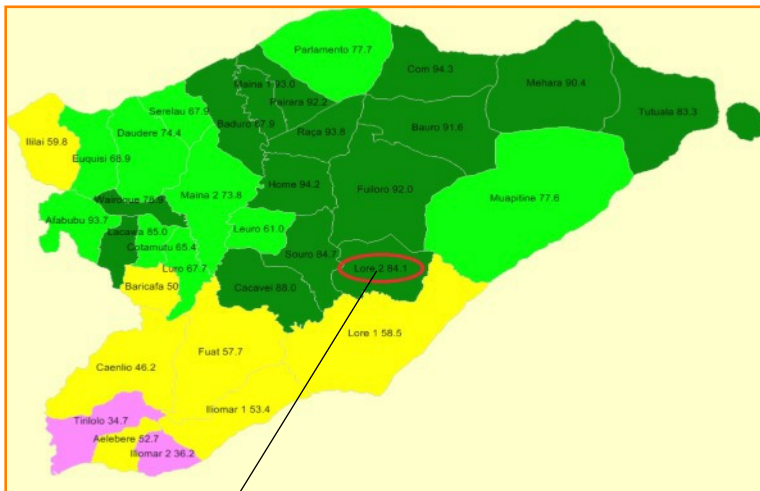 Parlamento 77.7
Com 94.3
Maina 1 93.0
Mehara 90.4
Pairara 92.2
Serelau 67.9
Tutuala 83.3
Baduro 67.9
Daudere 74.4
Raça 93.8
Bauro 91.6
Ililai 59.8
Euquisi 68.9
Home 94.2
Fuiloro 92.0
Maina 2 73.8
Wairoque 78.9
Muapitine 77.6
Afabubu 93.7
Lacawa 85.0
Leuro 61.0
Cotamutu 65.4
Souro 84.7
Luro 67.7
Lore 2 84.1
Baricafa 50
Cacavei 88.0
Lore 1 58.5
Fuat 57.7
Caenlio 46.2
Iliomar 1 53.4
Tirilolo 34.7
Aelebere 52.7
Iliomar 2 36.2